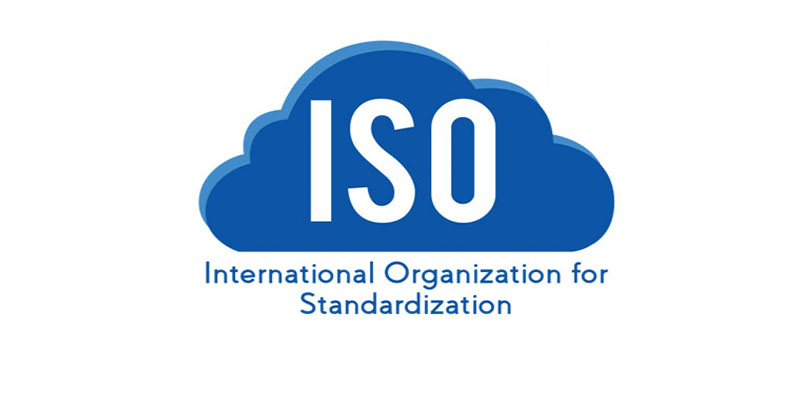 ISO
International Organization for
Standardization